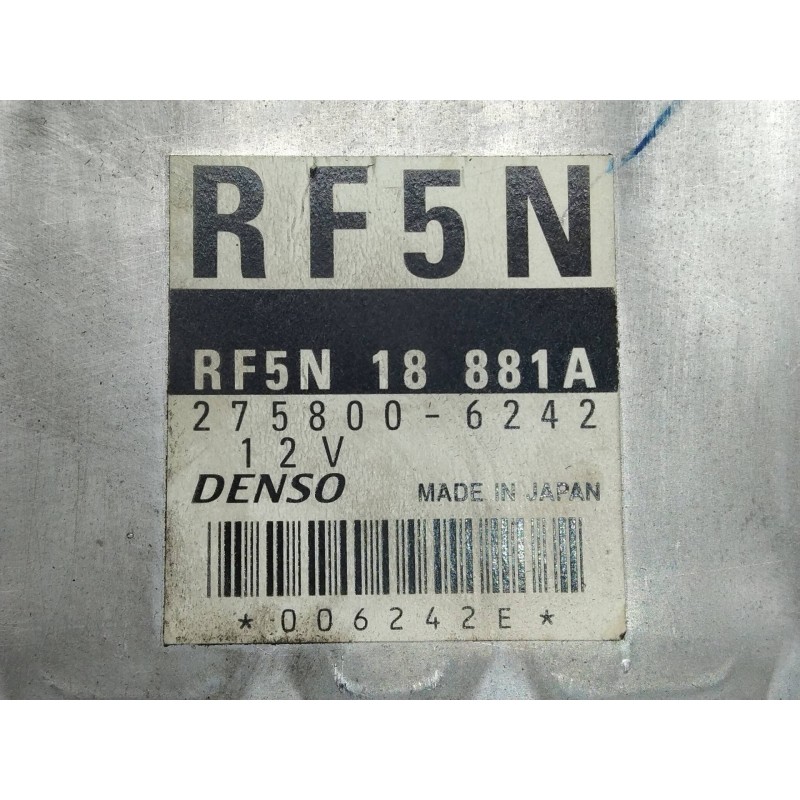 RF5N
RF5N 18 881A
275800-6242
12V
DENSO MADE IN JAPAN
*006242E*